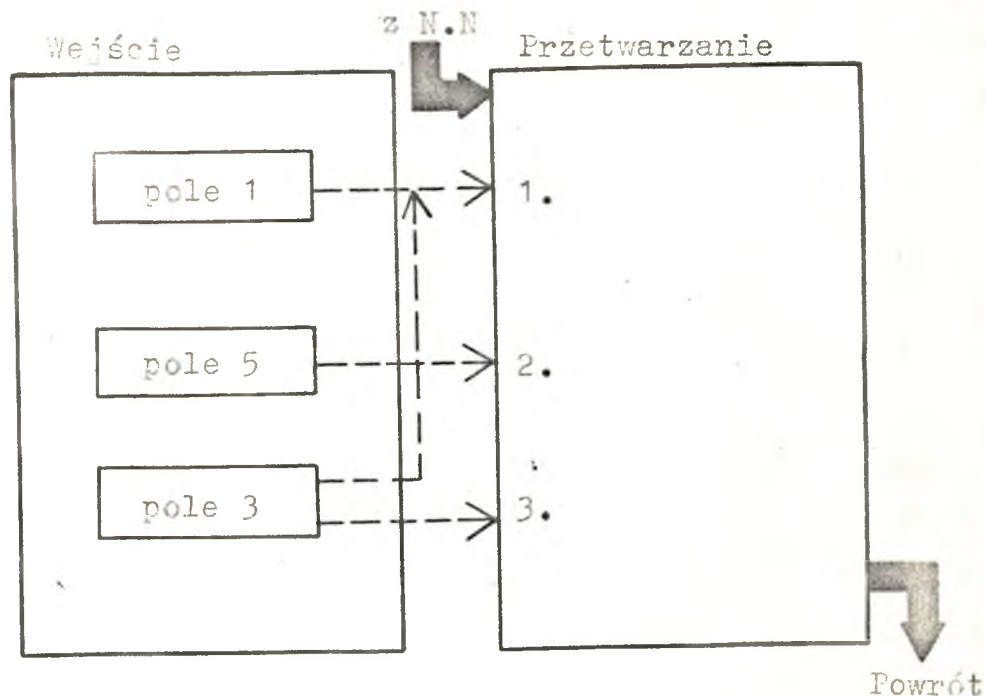 z N.N
Wejście
Przetwarzanie
pole 1
1.
pole 5
2.
pole 3
3.
Powrót